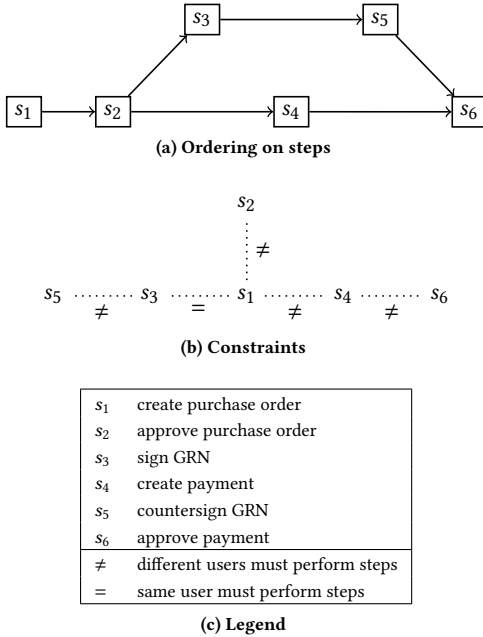 s3 s5
s1 s2 s4 s6
(a) Ordering on steps
s2
≠
s5 s3 s1 s4 s6
≠ = ≠ ≠
(b) Constraints
s1 create purchase order
s2 approve purchase order
s3 sign GRN
s4 create payment
s5 countersign GRN
s6 approve payment
≠ different users must perform steps
= same user must perform steps
(c) Legend